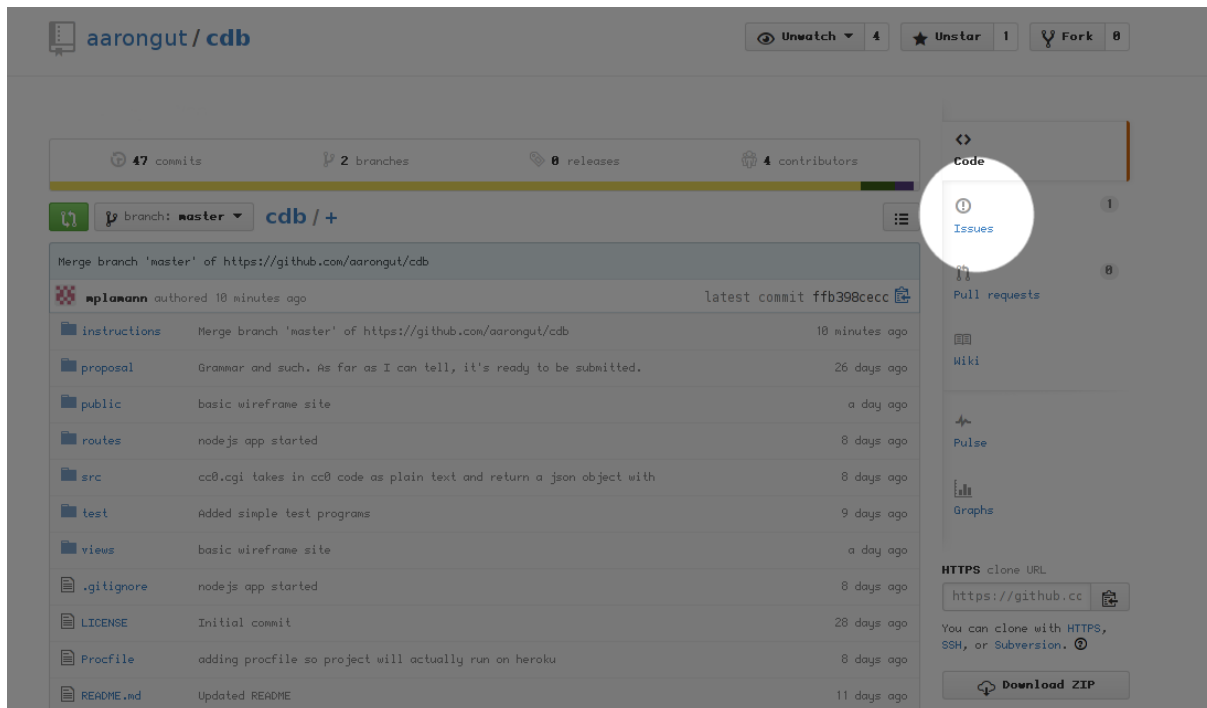 aarongut / cdb
Unwatch 4
Unstar 1
Fork 0
47 commits 2 branches 0 releases 4 contributors
branch: master cdb / +
Merge branch 'master' of https://github.com/aarongut/cdb
mplamann authored 10 minutes ago latest commit ffb398cecc
instructions Merge branch 'master' of https://github.com/aarongut/cdb 10 minutes ago
proposal Grammar and such. As far as I can tell, it's ready to be submitted. 26 days ago
public basic wireframe site a day ago
routes nodejs app started 8 days ago
src cc0.cgi takes in cc0 code as plain text and return a json object with 8 days ago
test Added simple test programs 9 days ago
views basic wireframe site a day ago
.gitignore nodejs app started 8 days ago
LICENSE Initial commit 28 days ago
Procfile adding procfile so project will actually run on heroku 8 days ago
README.md Updated README 11 days ago
Code
Issues 1
Pull requests 0
Wiki
Pulse
Graphs
HTTPS clone URL
https://github.cc
You can clone with HTTPS,
SSH, or Subversion.
Download ZIP